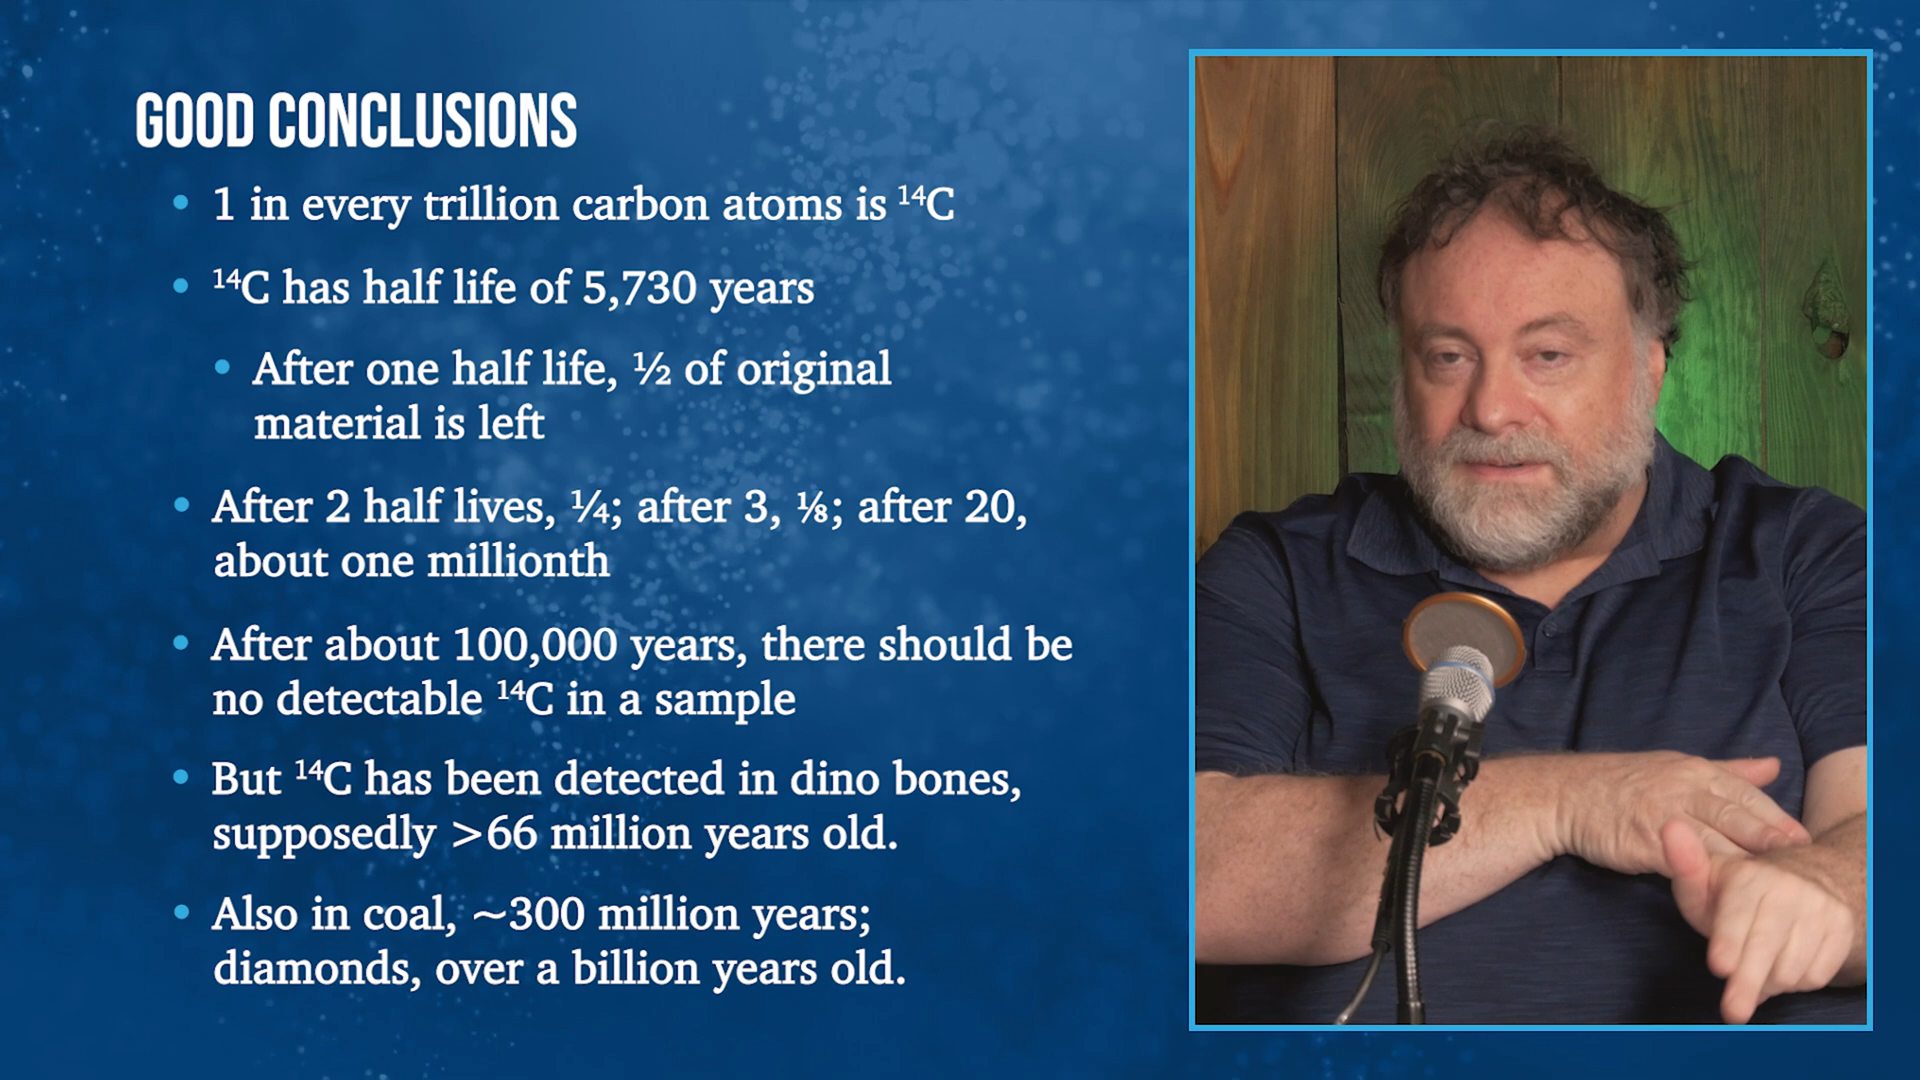 GOOD CONCLUSIONS
• 1 in every trillion carbon atoms is ¹⁴C
• ¹⁴C has half life of 5,730 years
• After one half life, ½ of original
material is left
• After 2 half lives, ¼; after 3, ⅛; after 20,
about one millionth
• After about 100,000 years, there should be
no detectable ¹⁴C in a sample
• But ¹⁴C has been detected in dino bones,
supposedly >66 million years old.
• Also in coal, ~300 million years;
diamonds, over a billion years old.